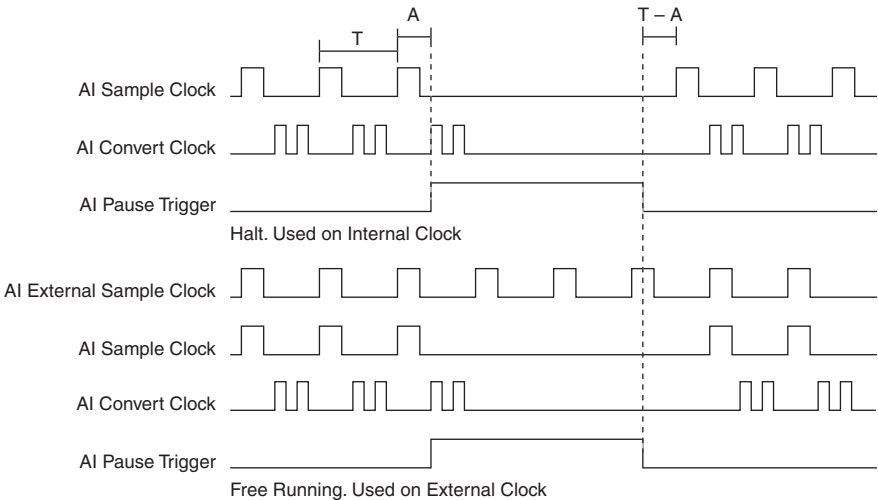 A
T – A
T
AI Sample Clock
AI Convert Clock
AI Pause Trigger
Halt. Used on Internal Clock
AI External Sample Clock
AI Sample Clock
AI Convert Clock
AI Pause Trigger
Free Running. Used on External Clock